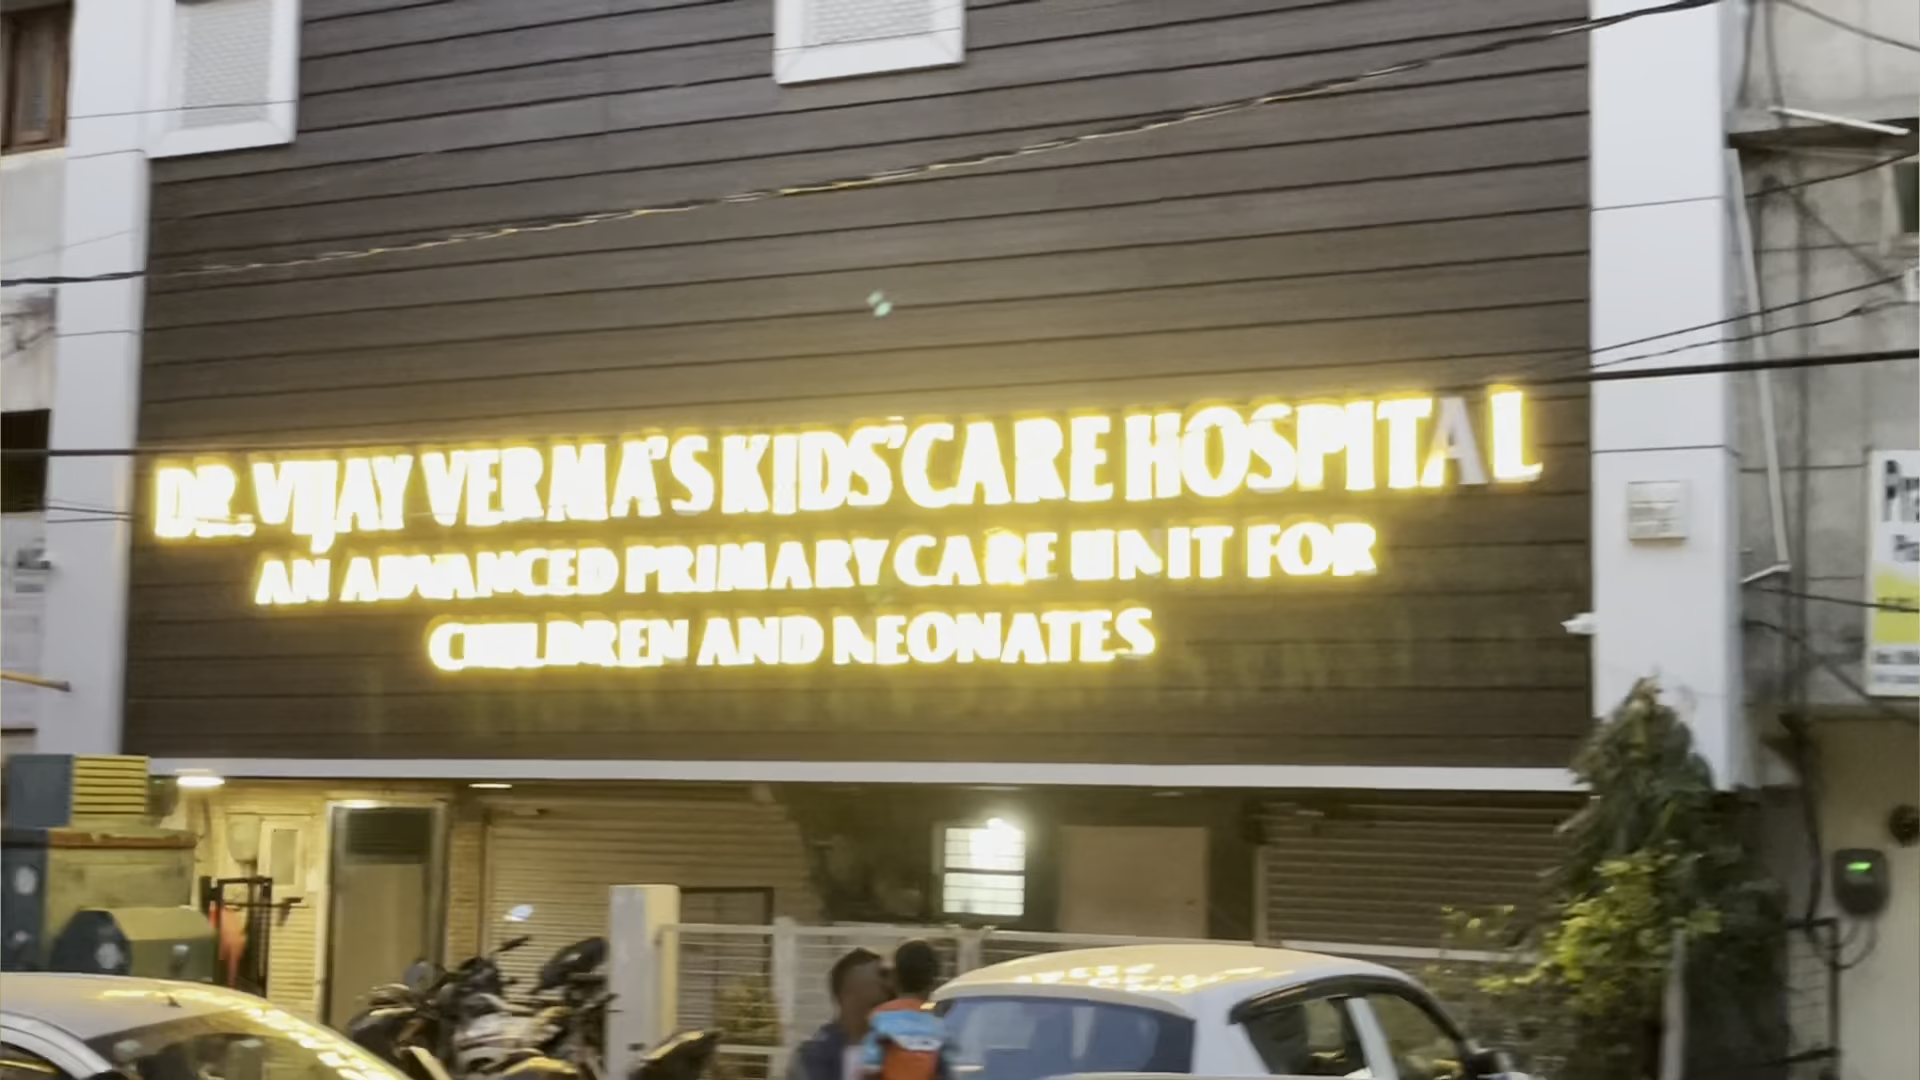 DR. VIJAY VERMA'S KIDS' CARE HOSPITAL
AN ADVANCED PRIMARY CARE UNIT FOR
CHILDREN AND NEONATES